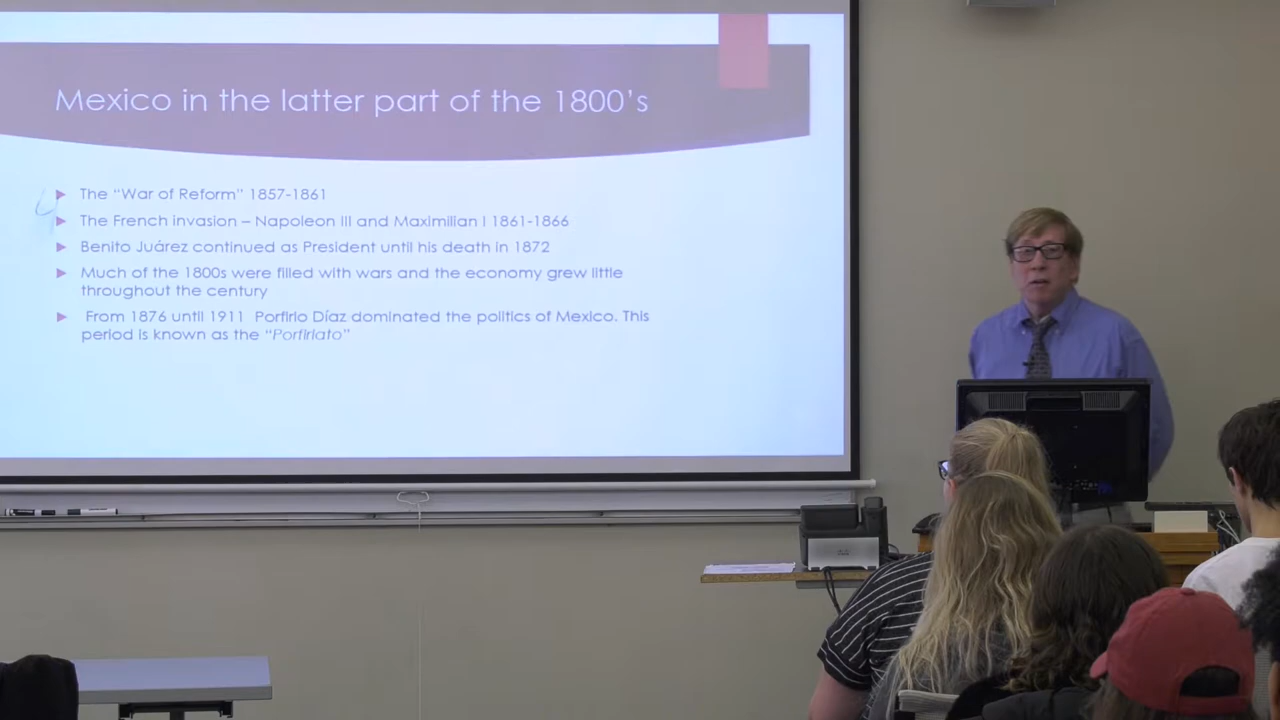 Mexico in the latter part of the 1800's
The "War of Reform" 1857-1861
The French invasion – Napoleon III and Maximilian I 1861-1866
Benito Juárez continued as President until his death in 1872
Much of the 1800s were filled with wars and the economy grew little
throughout the century
From 1876 until 1911 Porfirio Díaz dominated the politics of Mexico. This
period is known as the "Porfiriato"